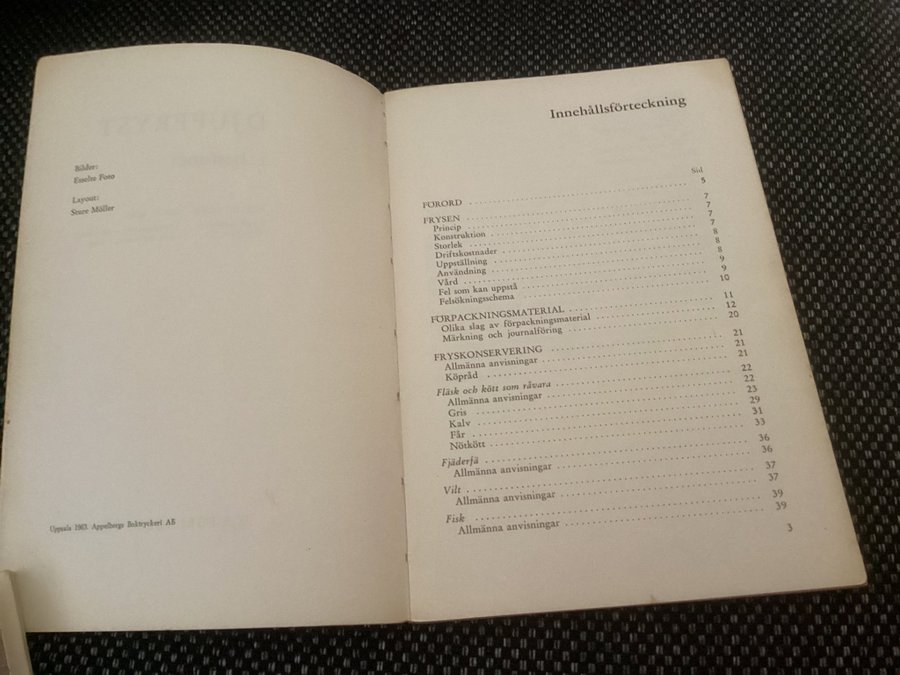 Bilder:
Esselte Foto
Layout:
Sture Möller
Uppsala 1963 Appelbergs Boktryckeri AB
Innehållsförteckning
Sid
FÖRORD 5
FRYSEN 7
Princip 7
Konstruktion 7
Storlek 7
Driftskostnader 8
Uppställning 8
Användning 8
Vård 9
Fel som kan uppstå 9
Felsökningsschema 10
FÖRPACKNINGSMATERIAL 11
Olika slag av förpackningsmaterial 12
Märkning och journalföring 20
FRYSKONSERVERING 21
Allmänna anvisningar 21
Köpråd 21
Fläsk och kött som råvara 22
Allmänna anvisningar 22
Gris 23
Kalv 29
Får 31
Nötkött 33
Fjäderfä 36
Allmänna anvisningar 36
Vilt 37
Allmänna anvisningar 37
Fisk 39
Allmänna anvisningar 39
3